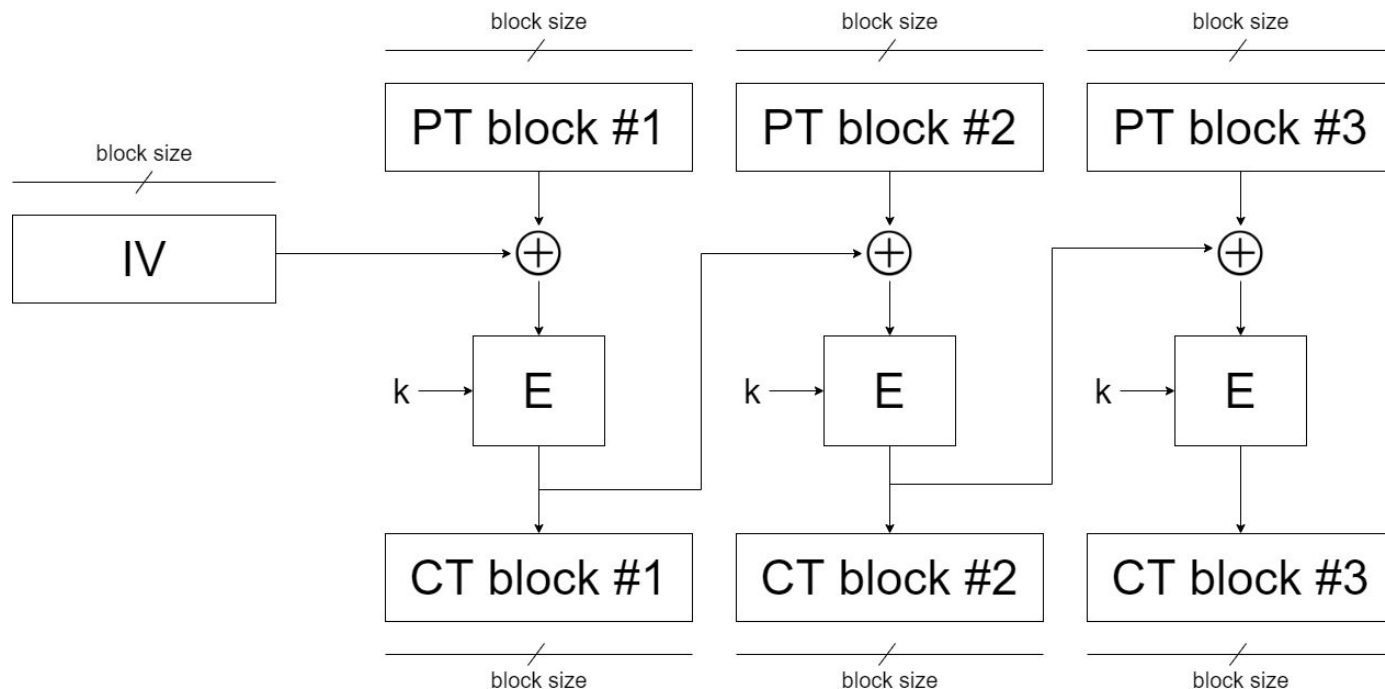 block size
block size
block size
PT block #1
PT block #2
PT block #3
block size
IV
k
E
k
E
k
E
CT block #1
CT block #2
CT block #3
block size
block size
block size